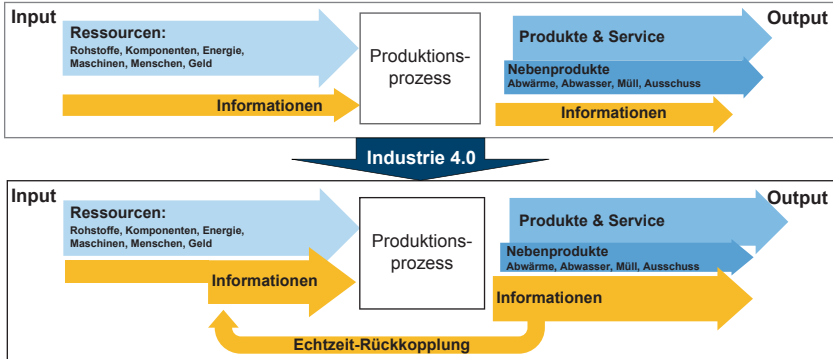 Input
Output
Ressourcen:
Rohstoffe, Komponenten, Energie,
Maschinen, Menschen, Geld
Informationen
Produktions-
prozess
Produkte & Service
Nebenprodukte
Abwärme, Abwasser, Müll, Ausschuss
Informationen
Industrie 4.0
Input
Output
Ressourcen:
Rohstoffe, Komponenten, Energie,
Maschinen, Menschen, Geld
Informationen
Produktions-
prozess
Produkte & Service
Nebenprodukte
Abwärme, Abwasser, Müll, Ausschuss
Informationen
Echtzeit-Rückkopplung